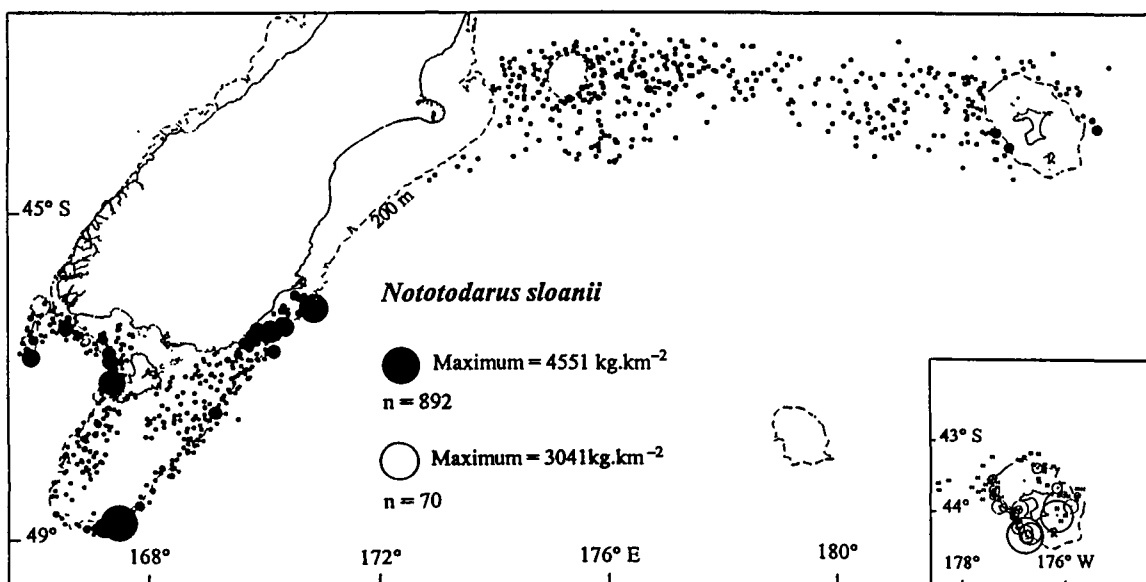 45° S
200 m
Nototodarus sloanii
Maximum = 4551 kg.km⁻²
n = 892
Maximum = 3041kg.km⁻²
n = 70
49°
168°
172°
176° E
180°
43° S
44°
178°
176° W